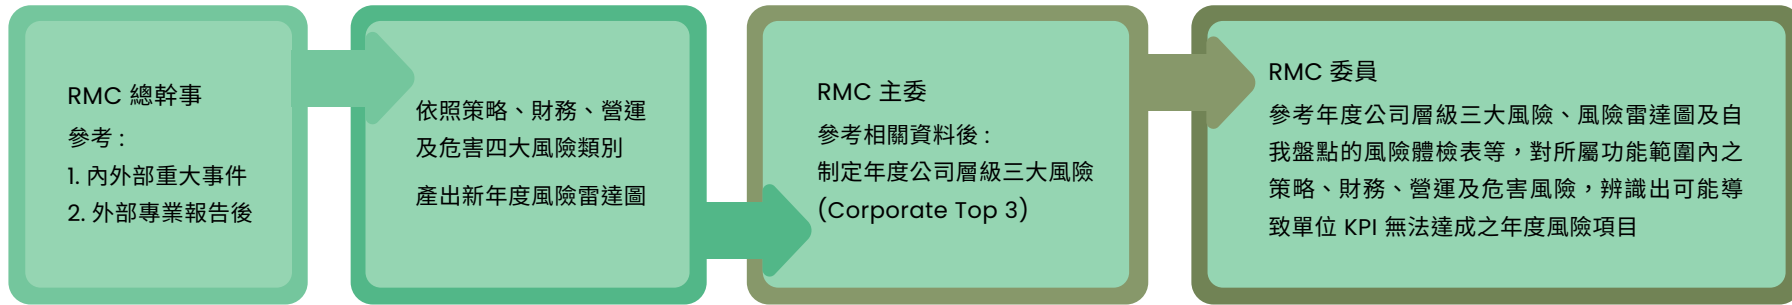 RMC 總幹事
參考 :
1. 內外部重大事件
2. 外部專業報告後
依照策略、財務、營運
及危害四大風險類別
產出新年度風險雷達圖
RMC 主委
參考相關資料後 :
制定年度公司層級三大風險
(Corporate Top 3)
RMC 委員
參考年度公司層級三大風險、風險雷達圖及自
我盤點的風險體檢表等，對所屬功能範圍內之
策略、財務、營運及危害風險，辨識出可能導
致單位 KPI 無法達成之年度風險項目